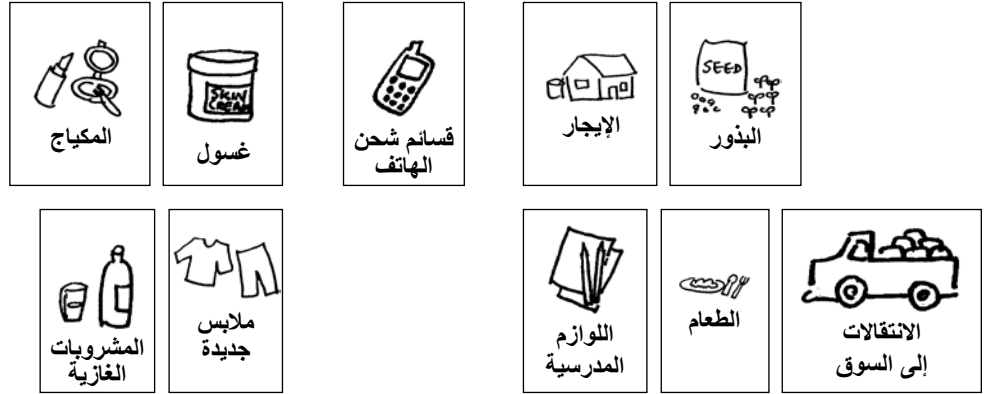 SEED
البذور
الإيجار
قسائم شحن
الهاتف
SKIN
CREAM
غسول
المكياج
الانتقالات
إلى السوق
الطعام
اللوازم
المدرسية
ملابس
جديدة
المشروبات
الغازية